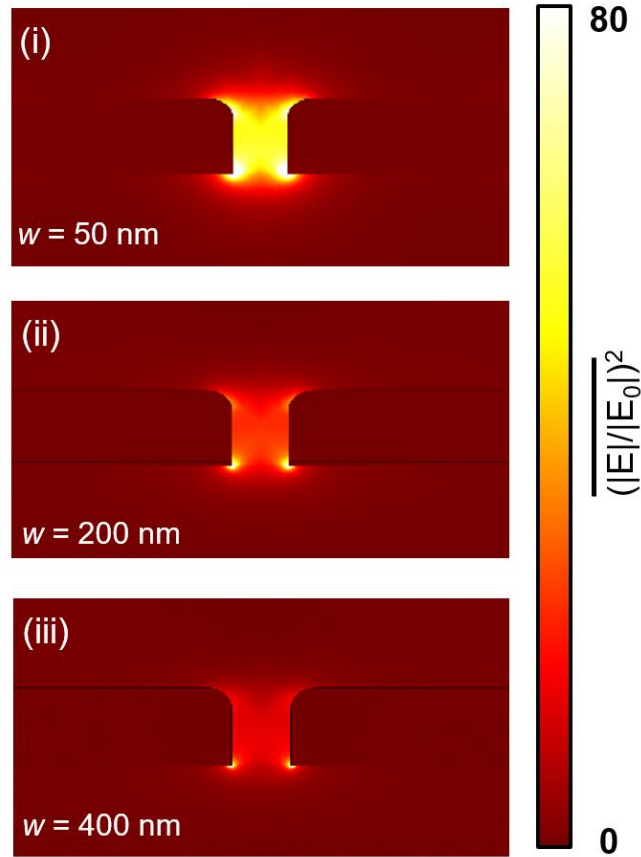 (i)
w = 50 nm
(ii)
w = 200 nm
(iii)
w = 400 nm
80
(|E|/|E₀|)²
0